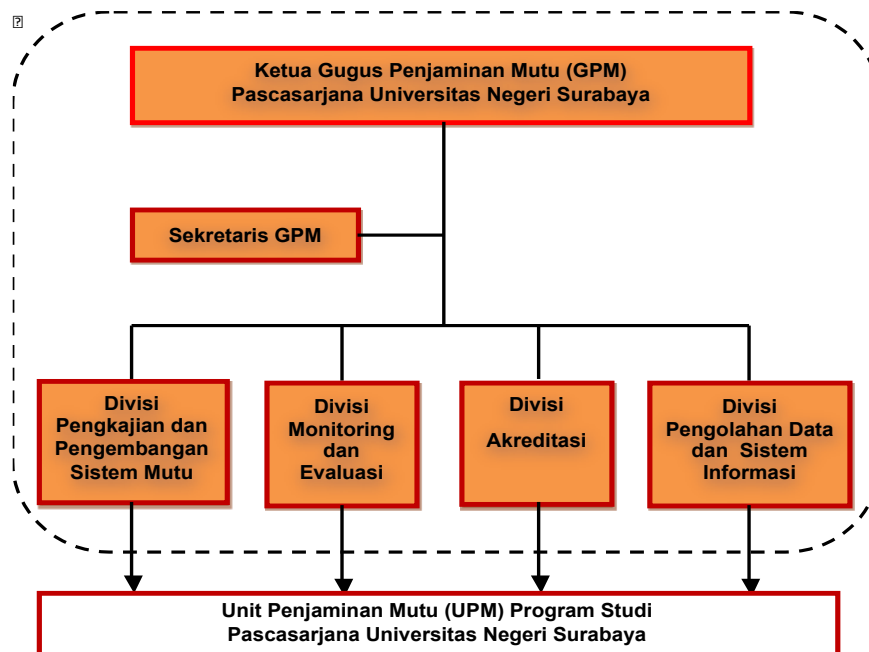 Ketua Gugus Penjaminan Mutu (GPM)
Pascasarjana Universitas Negeri Surabaya
Sekretaris GPM
Divisi
Pengkajian dan
Pengembangan
Sistem Mutu
Divisi
Monitoring
dan
Evaluasi
Divisi
Akreditasi
Divisi
Pengolahan Data
dan Sistem
Informasi
Unit Penjaminan Mutu (UPM) Program Studi
Pascasarjana Universitas Negeri Surabaya